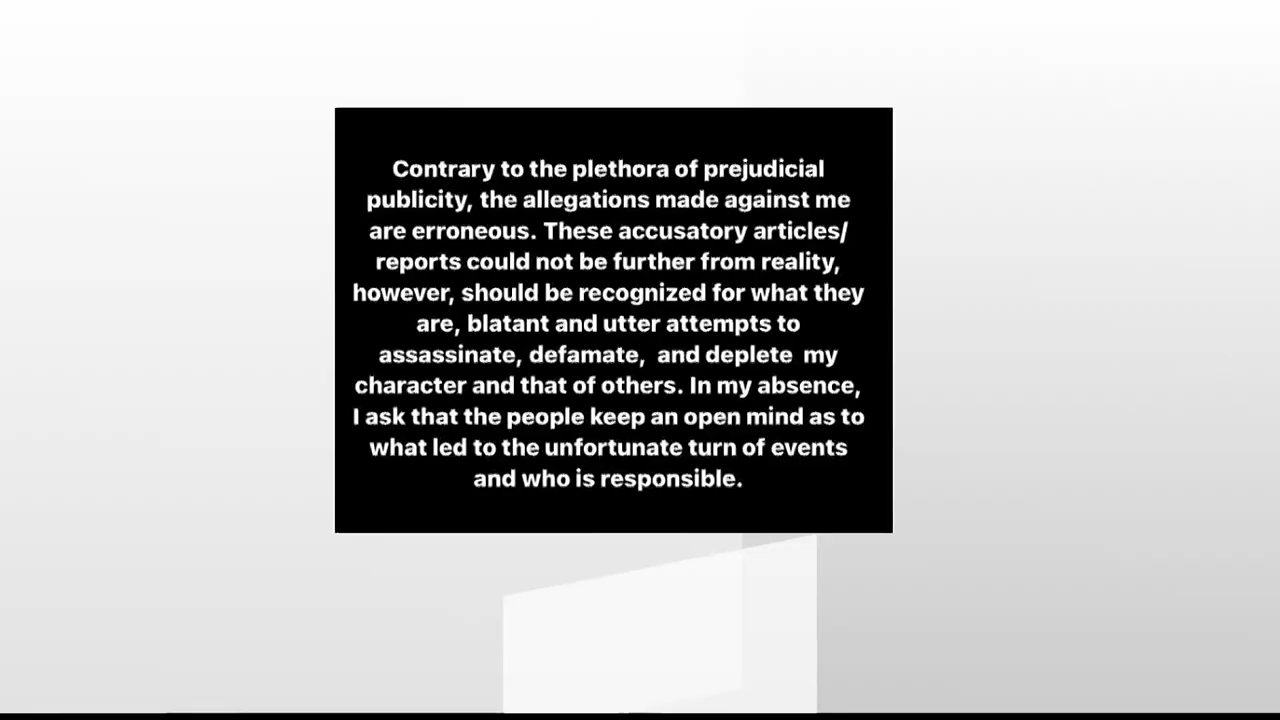 Contrary to the plethora of prejudicial
publicity, the allegations made against me
are erroneous. These accusatory articles/
reports could not be further from reality,
however, should be recognized for what they
are, blatant and utter attempts to
assassinate, defamate,  and deplete  my
character and that of others. In my absence,
I ask that the people keep an open mind as to
what led to the unfortunate turn of events
and who is responsible.